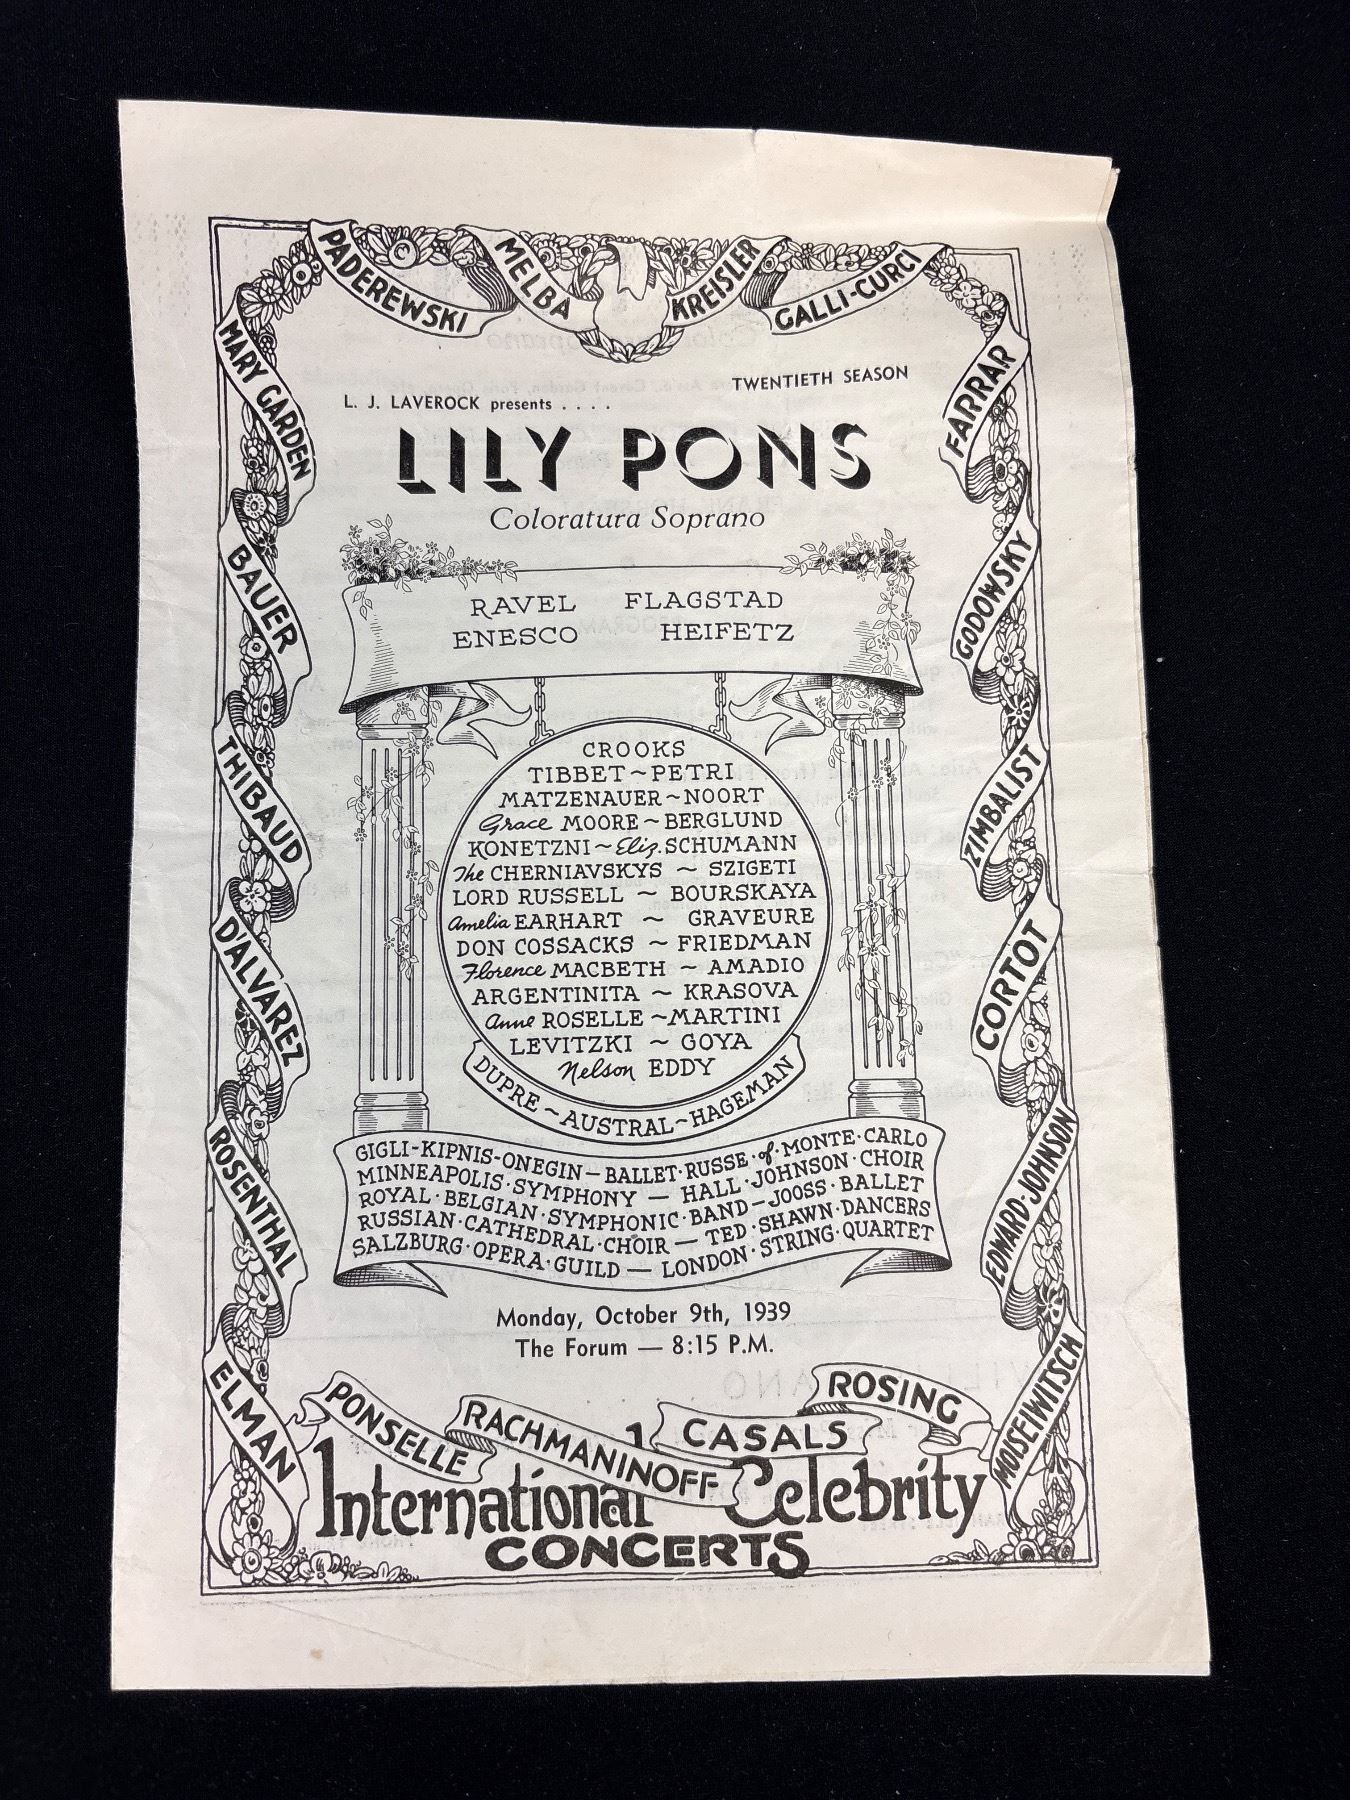 PADEREWSKI
MELBA
KREISLER
GALLI-CURCI
MARY GARDEN
FARRAR
TWENTIETH SEASON
L. J. LAVEROCK presents . . . .
LILY PONS
Coloratura Soprano
BAUER
GODOWSKY
RAVEL FLAGSTAD
ENESCO HEIFETZ
THIBAUD
ZIMBALIST
CROOKS
TIBBET ~ PETRI
MATZENAUER ~ NOORT
Grace MOORE ~ BERGLUND
KONETZNI ~ Eliz. SCHUMANN
The CHERNIAVSKYS ~ SZIGETI
LORD RUSSELL ~ BOURSKAYA
Amelia EARHART ~ GRAVEURE
DON COSSACKS ~ FRIEDMAN
Florence MACBETH ~ AMADIO
ARGENTINITA ~ KRASOVA
Anne ROSELLE ~ MARTINI
LEVITZKI ~ GOYA
Nelson EDDY
DUPRE ~ AUSTRAL ~ HAGEMAN
D'ALVAREZ
CORTOT
GIGLI-KIPNIS-ONEGIN — BALLET·RUSSE·of·MONTE·CARLO
MINNEAPOLIS·SYMPHONY — HALL·JOHNSON·CHOIR
ROYAL·BELGIAN·SYMPHONIC·BAND — JOOSS·BALLET
RUSSIAN·CATHEDRAL·CHOIR — TED·SHAWN·DANCERS
SALZBURG·OPERA·GUILD — LONDON·STRING·QUARTET
ROSENTHAL
EDWARD·JOHNSON
Monday, October 9th, 1939
The Forum — 8:15 P.M.
ELMAN
MOISEIWITSCH
PONSELLE
RACHMANINOFF
CASALS
ROSING
International Celebrity
CONCERTS